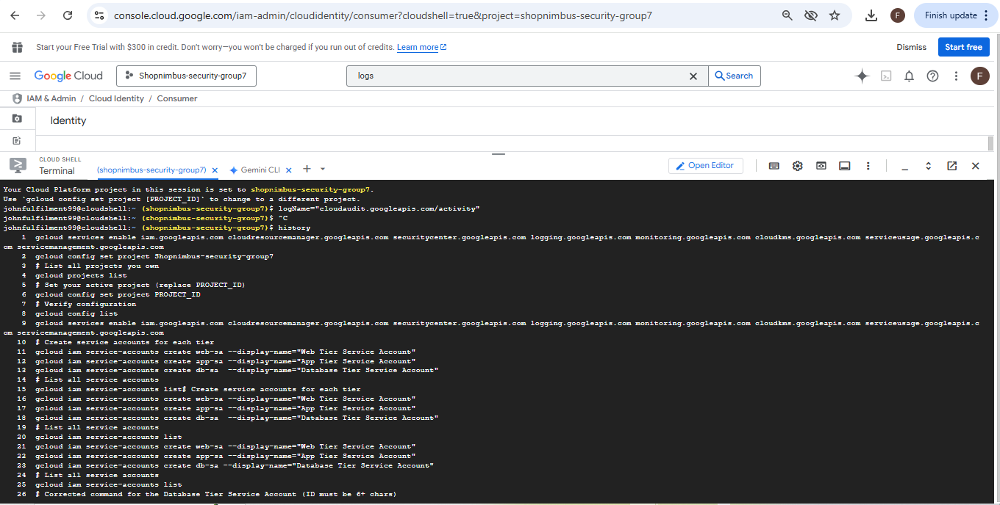 console.cloud.google.com/iam-admin/cloudidentity/consumer?cloudshell=true&project=shopnimbus-security-group7
F
Finish update
Start your Free Trial with $300 in credit. Don't worry—you won't be charged if you run out of credits. Learn more
Dismiss
Start free
Google Cloud
Shopnimbus-security-group7
logs
Search
F
IAM & Admin / Cloud Identity / Consumer
Identity
CLOUD SHELL
Terminal
(shopnimbus-security-group7)
Gemini CLI
Open Editor
Your Cloud Platform project in this session is set to shopnimbus-security-group7.
Use `gcloud config set project [PROJECT_ID]` to change to a different project.
johnfulfilment99@cloudshell:~ (shopnimbus-security-group7)$ logName="cloudaudit.googleapis.com/activity"
johnfulfilment99@cloudshell:~ (shopnimbus-security-group7)$ ^C
johnfulfilment99@cloudshell:~ (shopnimbus-security-group7)$ history
1 gcloud services enable iam.googleapis.com cloudresourcemanager.googleapis.com securitycenter.googleapis.com logging.googleapis.com monitoring.googleapis.com cloudkms.googleapis.com serviceusage.googleapis.c
om servicemanagement.googleapis.com
2 gcloud config set project Shopnimbus-security-group7
3 # List all projects you own
4 gcloud projects list
5 # Set your active project (replace PROJECT_ID)
6 gcloud config set project PROJECT_ID
7 # Verify configuration
8 gcloud config list
9 gcloud services enable iam.googleapis.com cloudresourcemanager.googleapis.com securitycenter.googleapis.com logging.googleapis.com monitoring.googleapis.com cloudkms.googleapis.com serviceusage.googleapis.c
om servicemanagement.googleapis.com
10 # Create service accounts for each tier
11 gcloud iam service-accounts create web-sa --display-name="Web Tier Service Account"
12 gcloud iam service-accounts create app-sa --display-name="App Tier Service Account"
13 gcloud iam service-accounts create db-sa  --display-name="Database Tier Service Account"
14 # List all service accounts
15 gcloud iam service-accounts list# Create service accounts for each tier
16 gcloud iam service-accounts create web-sa --display-name="Web Tier Service Account"
17 gcloud iam service-accounts create app-sa --display-name="App Tier Service Account"
18 gcloud iam service-accounts create db-sa  --display-name="Database Tier Service Account"
19 # List all service accounts
20 gcloud iam service-accounts list
21 gcloud iam service-accounts create web-sa --display-name="Web Tier Service Account"
22 gcloud iam service-accounts create app-sa --display-name="App Tier Service Account"
23 gcloud iam service-accounts create db-sa --display-name="Database Tier Service Account"
24 # List all service accounts
25 gcloud iam service-accounts list
26 # Corrected command for the Database Tier Service Account (ID must be 6+ chars)